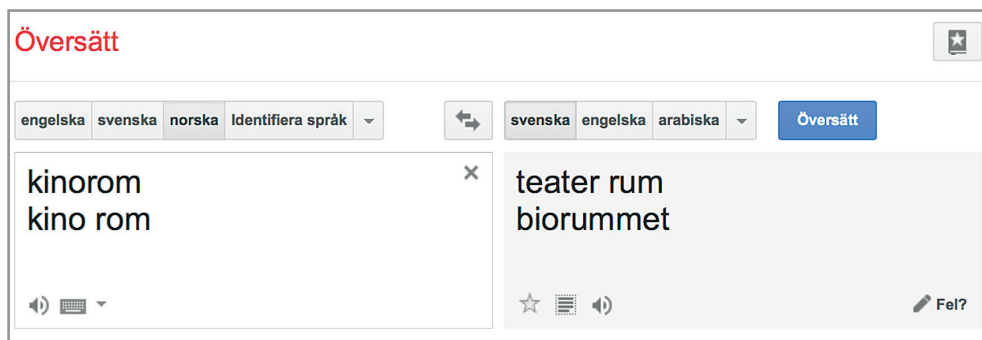 Översätt
engelska svenska norska Identifiera språk
svenska engelska arabiska Översätt
kinorom
kino rom
teater rum
biorummet
Fel?